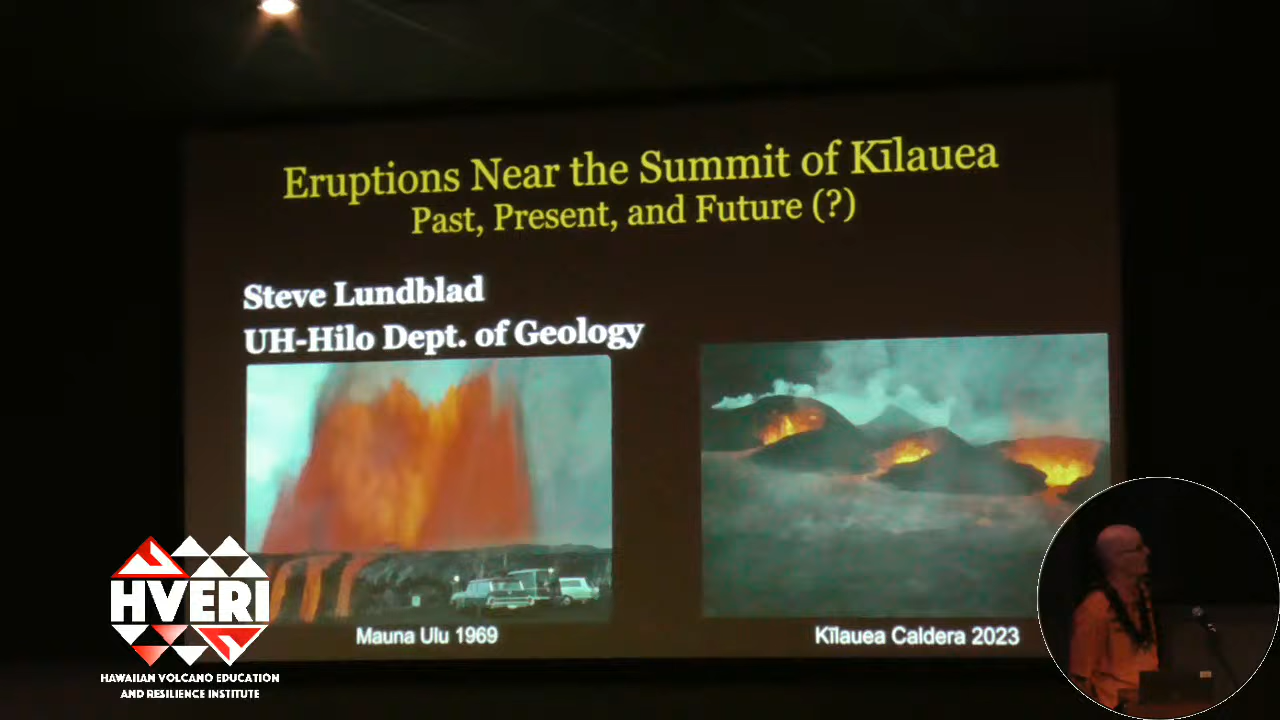 Eruptions Near the Summit of Kīlauea
Past, Present, and Future (?)
Steve Lundblad
UH-Hilo Dept. of Geology
Mauna Ulu 1969
Kīlauea Caldera 2023
HVERI
HAWAIIAN VOLCANO EDUCATION
AND RESILIENCE INSTITUTE